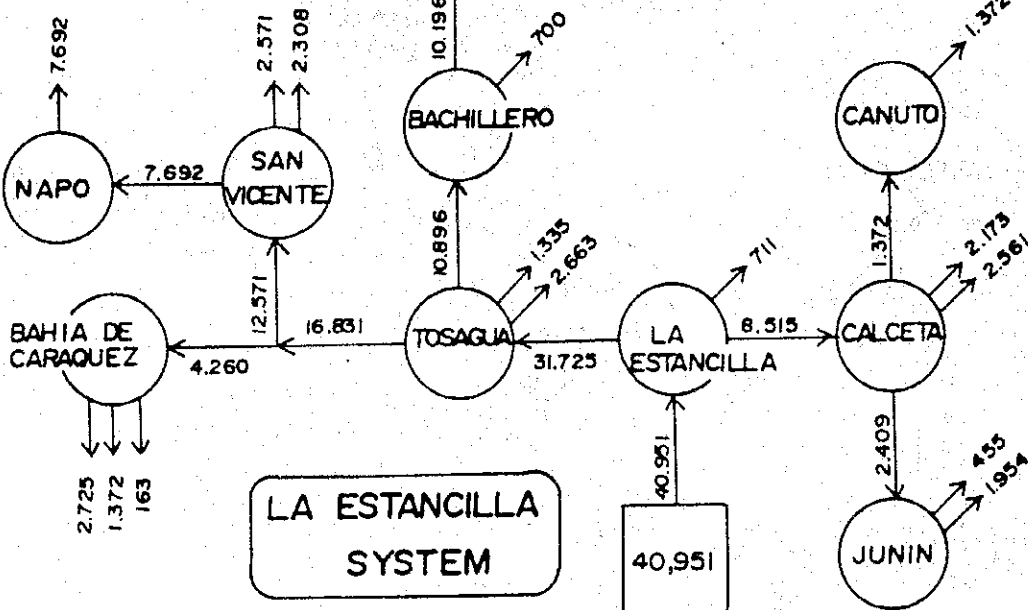 7.692
2.571
2.308
10.196
700
1.372
NAPO
7.692
SAN
VICENTE
BACHILLERO
CANUTO
12.571
10.896
1.335
2.663
711
1.372
2.173
2.561
BAHIA DE
CARAQUEZ
4.260
16.831
TOSAGUA
31.725
LA
ESTANCILLA
8.515
CALCETA
2.725
1.372
163
40.951
2.409
455
1.954
LA ESTANCILLA
SYSTEM
40,951
JUNIN